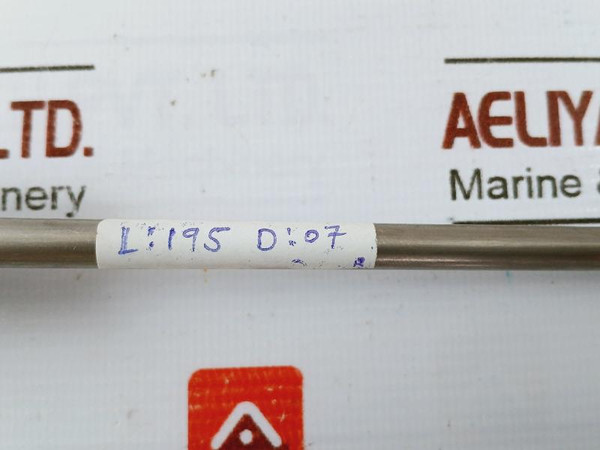 .LTD.
AELIYA
nery
Marine &
L:195 D:07